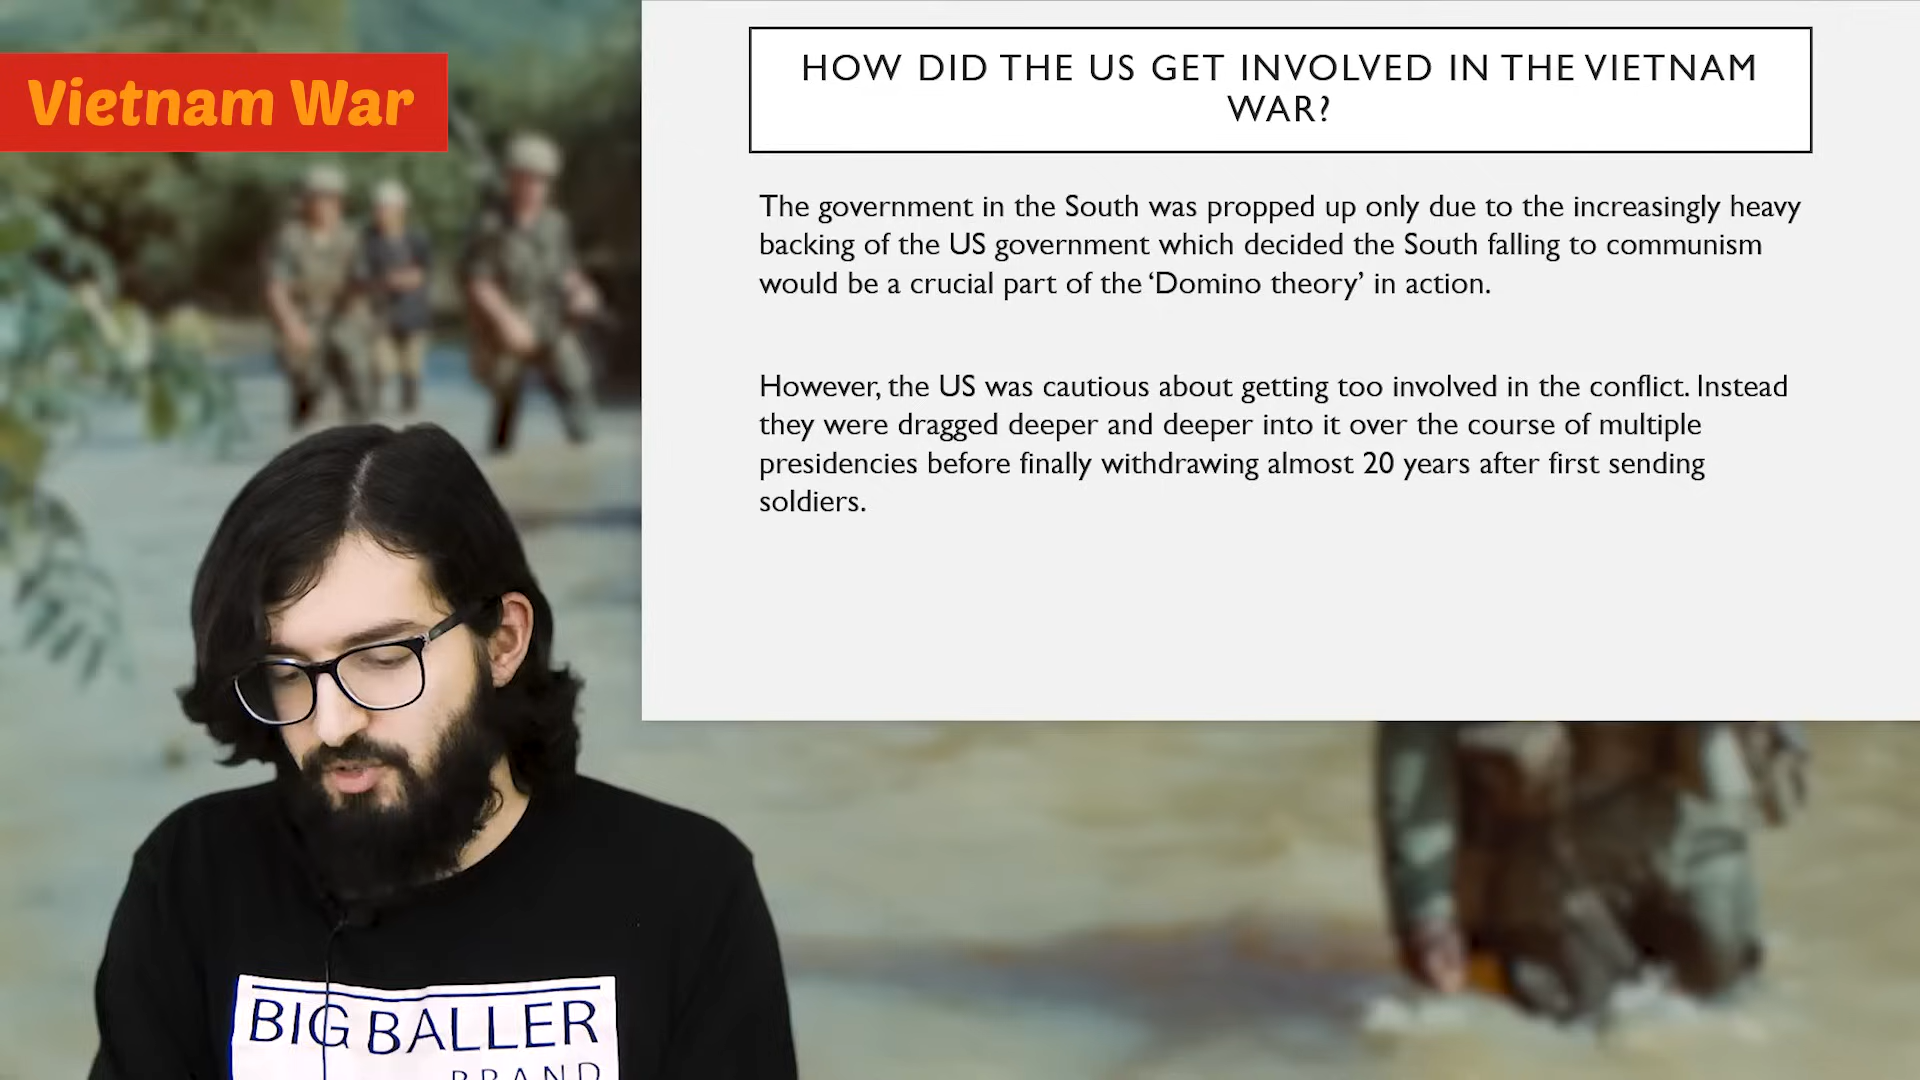 Vietnam War
HOW DID THE US GET INVOLVED IN THE VIETNAM
WAR?
The government in the South was propped up only due to the increasingly heavy
backing of the US government which decided the South falling to communism
would be a crucial part of the ‘Domino theory’ in action.
However, the US was cautious about getting too involved in the conflict. Instead
they were dragged deeper and deeper into it over the course of multiple
presidencies before finally withdrawing almost 20 years after first sending
soldiers.
BIG BALLER
BRAND